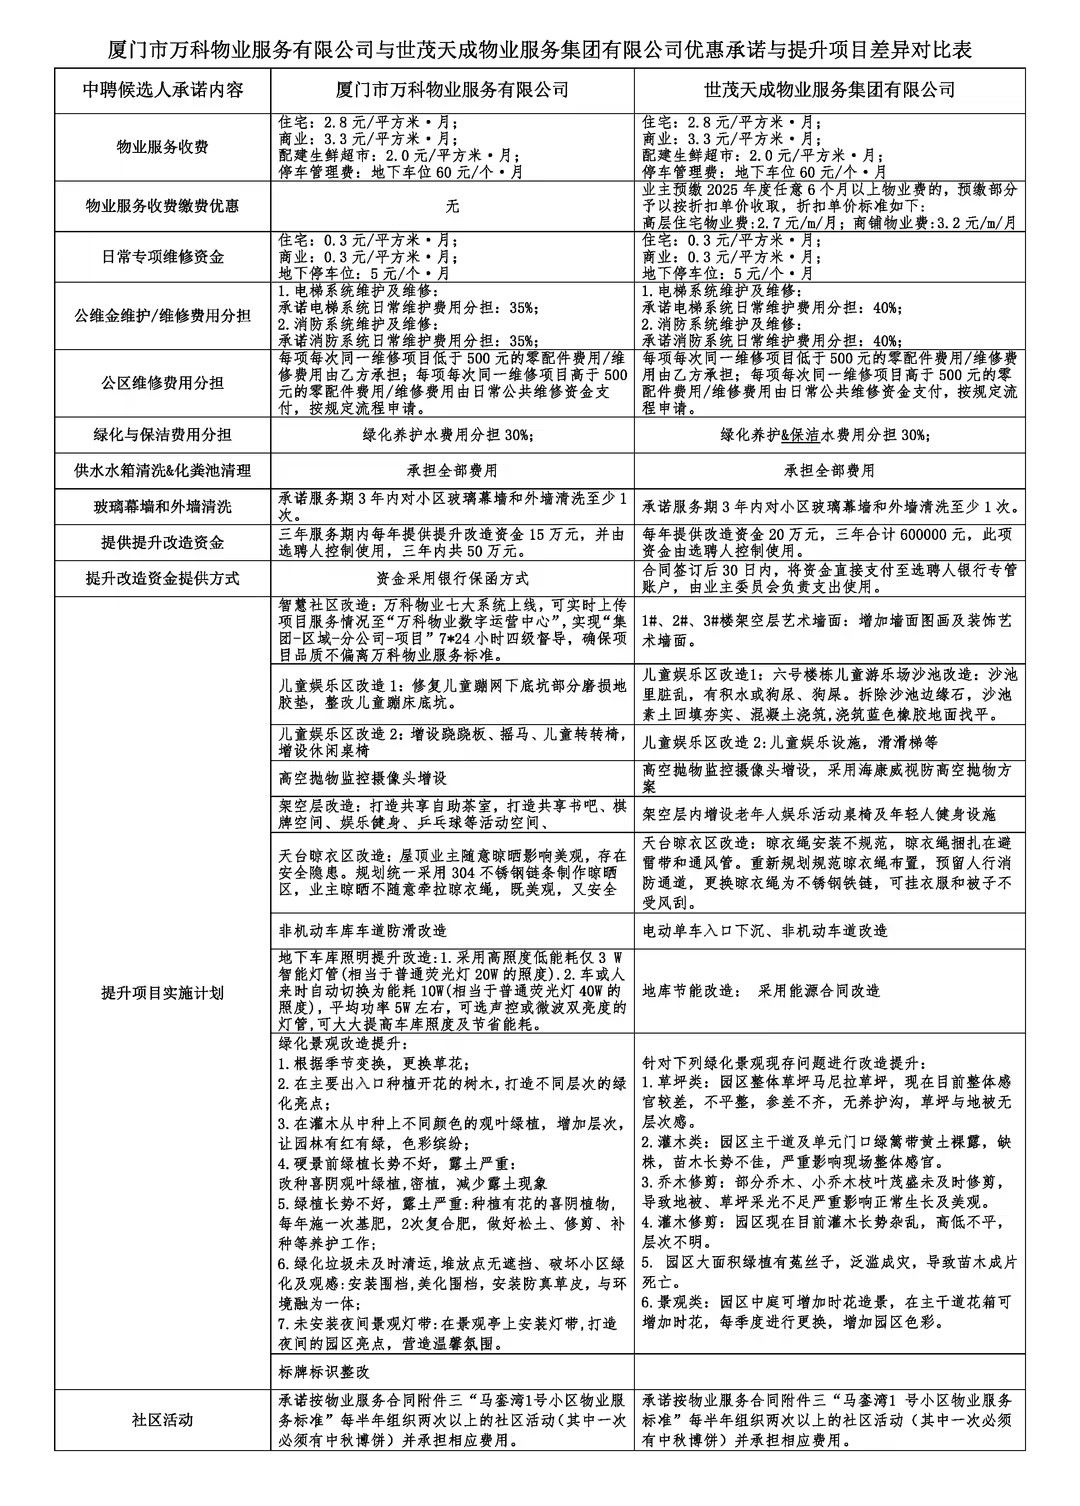 厦门市万科物业服务有限公司与世茂天成物业服务集团有限公司优惠承诺与提升项目差异对比表
中聘候选人承诺内容
厦门市万科物业服务有限公司
世茂天成物业服务集团有限公司
物业服务收费
住宅：2.8 元/平方米·月；
商业：3.3 元/平方米·月；
配建生鲜超市：2.0 元/平方米·月；
停车管理费：地下车位 60 元/个·月
住宅：2.8 元/平方米·月；
商业：3.3 元/平方米·月；
配建生鲜超市：2.0 元/平方米·月；
停车管理费：地下车位 60 元/个·月
物业服务收费缴费优惠
无
业主预缴 2025 年度任意 6 个月以上物业费的，预缴部分
予以按折扣单价收取，折扣单价标准如下：
高层住宅物业费:2.7 元/m/月；商铺物业费:3.2 元/m/月
日常专项维修资金
住宅：0.3 元/平方米·月；
商业：0.3 元/平方米·月；
地下停车位：5 元/个·月
住宅：0.3 元/平方米·月；
商业：0.3 元/平方米·月；
地下停车位：5 元/个·月
公维金维护/维修费用分担
1.电梯系统维护及维修：
承诺电梯系统日常维护费用分担：35%；
2.消防系统维护及维修：
承诺消防系统日常维护费用分担：35%；
1.电梯系统维护及维修：
承诺电梯系统日常维护费用分担：40%；
2.消防系统维护及维修：
承诺消防系统日常维护费用分担：40%；
公区维修费用分担
每项每次同一维修项目低于 500 元的零配件费用/维
修费用由乙方承担；每项每次同一维修项目高于 500
元的零配件费用/维修费用由日常公共维修资金支
付，按规定流程申请。
每项每次同一维修项目低于 500 元的零配件费用/维修费
用由乙方承担；每项每次同一维修项目高于 500 元的零
配件费用/维修费用由日常公共维修资金支付，按规定流
程申请。
绿化与保洁费用分担
绿化养护水费用分担 30%；
绿化养护&保洁水费用分担 30%；
供水水箱清洗&化粪池清理
承担全部费用
承担全部费用
玻璃幕墙和外墙清洗
承诺服务期 3 年内对小区玻璃幕墙和外墙清洗至少 1
次。
承诺服务期 3 年内对小区玻璃幕墙和外墙清洗至少 1 次。
提供提升改造资金
三年服务期内每年提供提升改造资金 15 万元，并由
选聘人控制使用，三年内共 50 万元。
每年提供改造资金 20 万元，三年合计 600000 元，此项
资金由选聘人控制使用。
提升改造资金提供方式
资金采用银行保函方式
合同签订后 30 日内，将资金直接支付至选聘人银行专管
账户，由业主委员会负责支出使用。
提升项目实施计划
智慧社区改造：万科物业七大系统上线，可实时上传
项目服务情况至“万科物业数字运营中心”，实现“集
团-区域-分公司-项目”7*24 小时四级督导，确保项
目品质不偏离万科物业服务标准。
1#、2#、3#楼架空层艺术墙面：增加墙面图画及装饰艺
术墙面。
儿童娱乐区改造 1：修复儿童蹦网下底坑部分磨损地
胶垫，整改儿童蹦床底坑。
儿童娱乐区改造1：六号楼栋儿童游乐场沙池改造：沙池
里脏乱，有积水或狗尿、狗屎。拆除沙池边缘石，沙池
素土回填夯实、混凝土浇筑,浇筑蓝色橡胶地面找平。
儿童娱乐区改造 2：增设跷跷板、摇马、儿童转转椅，
增设休闲桌椅
儿童娱乐区改造 2:儿童娱乐设施，滑滑梯等
高空抛物监控摄像头增设
高空抛物监控摄像头增设，采用海康威视防高空抛物方
案
架空层改造：打造共享自助茶室，打造共享书吧、棋
牌空间、娱乐健身、乒乓球等活动空间、
架空层内增设老年人娱乐活动桌椅及年轻人健身设施
天台晾衣区改造：屋顶业主随意晾晒影响美观，存在
安全隐患。规划统一采用 304 不锈钢链条制作晾晒
区，业主晾晒不随意牵拉晾衣绳，既美观，又安全
天台晾衣区改造：晾衣绳安装不规范，晾衣绳捆扎在避
雷带和通风管。重新规划规范晾衣绳布置，预留人行消
防通道，更换晾衣绳为不锈钢铁链，可挂衣服和被子不
受风刮。
非机动车库车道防滑改造
电动单车入口下沉、非机动车道改造
地下车库照明提升改造:1.采用高照度低能耗仅 3 W
智能灯管(相当于普通荧光灯 20W 的照度).2.车或人
来时自动切换为能耗 10W(相当于普通荧光灯 40W 的
照度)，平均功率 5W 左右，可选声控或微波双亮度的
灯管,可大大提高车库照度及节省能耗。
地库节能改造： 采用能源合同改造
绿化景观改造提升：
1.根据季节变换，更换草花；
2.在主要出入口种植开花的树木,打造不同层次的绿
化亮点；
3.在灌木丛中种上不同颜色的观叶绿植，增加层次，
让园林有红有绿，色彩缤纷；
4.硬景前绿植长势不好，露土严重：
改种喜阴观叶绿植,密植，减少露土现象
5.绿植长势不好，露土严重:种植有花的喜阴植物，
每年施一次基肥，2次复合肥，做好松土、修剪、补
种等养护工作；
6.绿化垃圾未及时清运,堆放点无遮挡、破坏小区绿
化及观感:安装围档,美化围档，安装防真草皮，与环
境融为一体；
7.未安装夜间景观灯带:在景观亭上安装灯带,打造
夜间的园区亮点，营造温馨氛围。
针对下列绿化景观现存问题进行改造提升：
1.草坪类：园区整体草坪马尼拉草坪，现在目前整体感
官较差，不平整，参差不齐，无养护沟，草坪与地被无
层次感。
2.灌木类：园区主干道及单元门口绿篱带黄土裸露，缺
株，苗木长势不佳，严重影响现场整体感官。
3.乔木修剪：部分乔木、小乔木枝叶茂盛未及时修剪，
导致地被、草坪采光不足严重影响正常生长及美观。
4.灌木修剪：园区现在目前灌木长势杂乱，高低不平，
层次不明。
5. 园区大面积绿植有菟丝子，泛滥成灾，导致苗木成片
死亡。
6.景观类：园区中庭可增加时花造景，在主干道花箱可
增加时花，每季度进行更换，增加园区色彩。
标牌标识整改
社区活动
承诺按物业服务合同附件三“马銮湾1号小区物业服
务标准”每半年组织两次以上的社区活动(其中一次
必须有中秋博饼）并承担相应费用。
承诺按物业服务合同附件三“马銮湾1 号小区物业服务
标准”每半年组织两次以上的社区活动（其中一次必须
有中秋博饼）并承担相应费用。